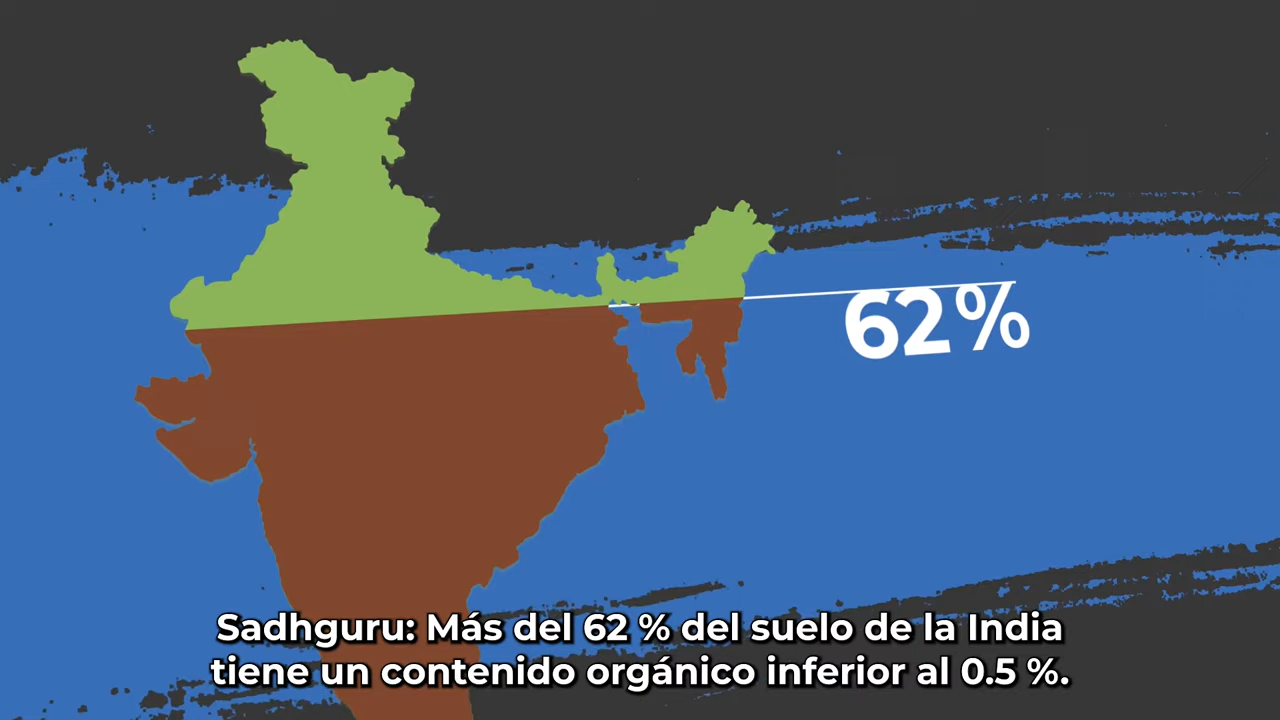 62%
Sadhguru: Más del 62 % del suelo de la India
tiene un contenido orgánico inferior al 0.5 %.